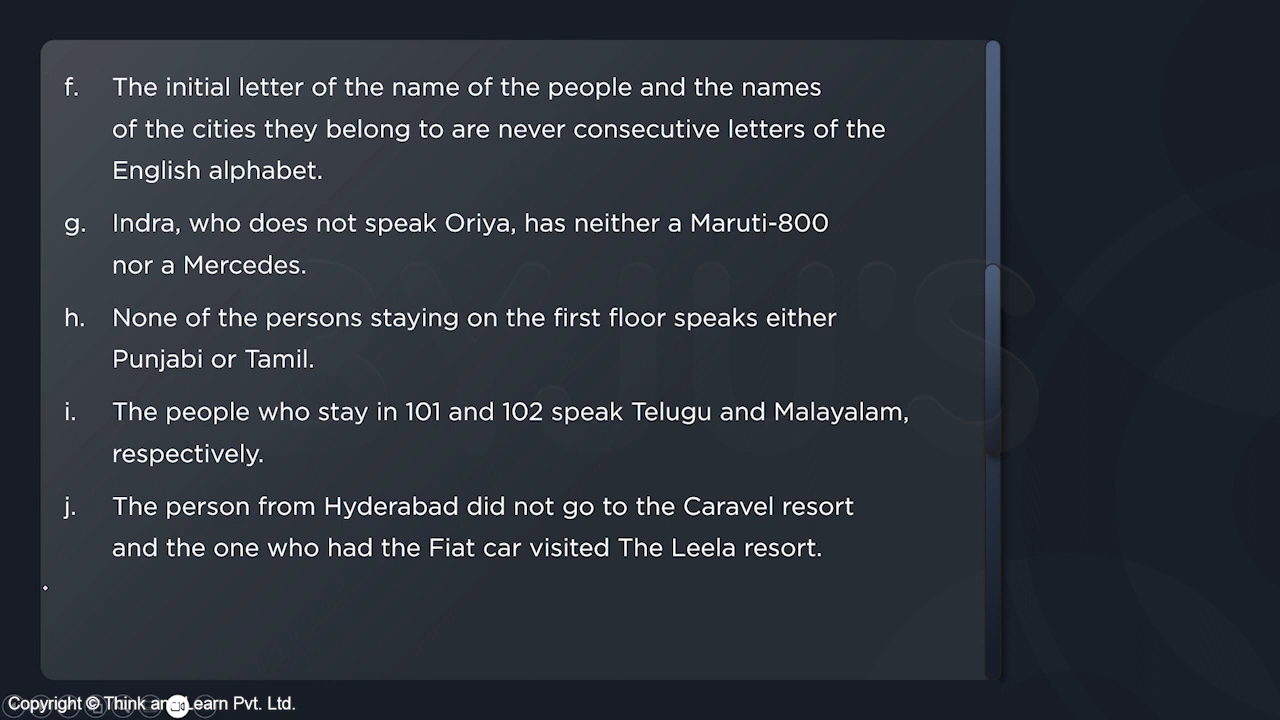 f. The initial letter of the name of the people and the names
of the cities they belong to are never consecutive letters of the
English alphabet.
g. Indra, who does not speak Oriya, has neither a Maruti-800
nor a Mercedes.
h. None of the persons staying on the first floor speaks either
Punjabi or Tamil.
i. The people who stay in 101 and 102 speak Telugu and Malayalam,
respectively.
j. The person from Hyderabad did not go to the Caravel resort
and the one who had the Fiat car visited The Leela resort.
BYJU'S
Copyright © Think and Learn Pvt. Ltd.